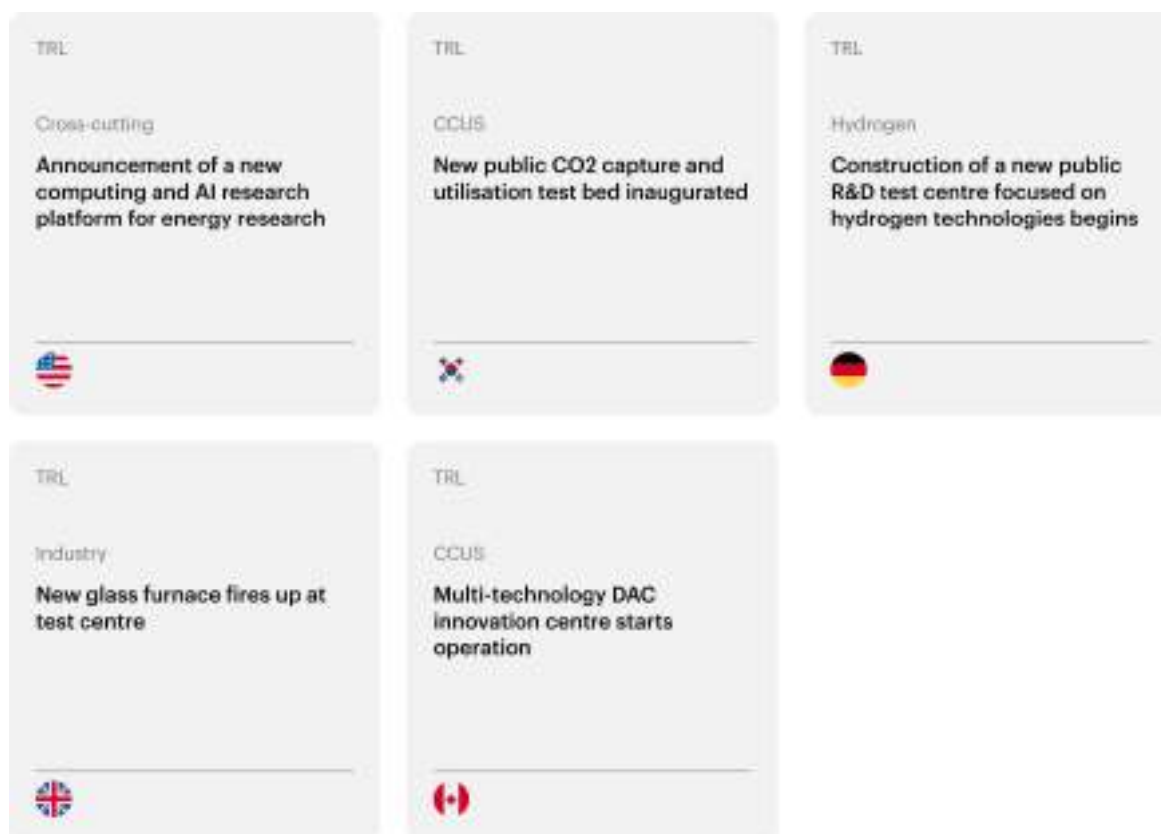 TRL
Cross-cutting
Announcement of a new
computing and AI research
platform for energy research
TRL
CCUS
New public CO2 capture and
utilisation test bed inaugurated
TRL
Hydrogen
Construction of a new public
R&D test centre focused on
hydrogen technologies begins
TRL
Industry
New glass furnace fires up at
test centre
TRL
CCUS
Multi-technology DAC
innovation centre starts
operation